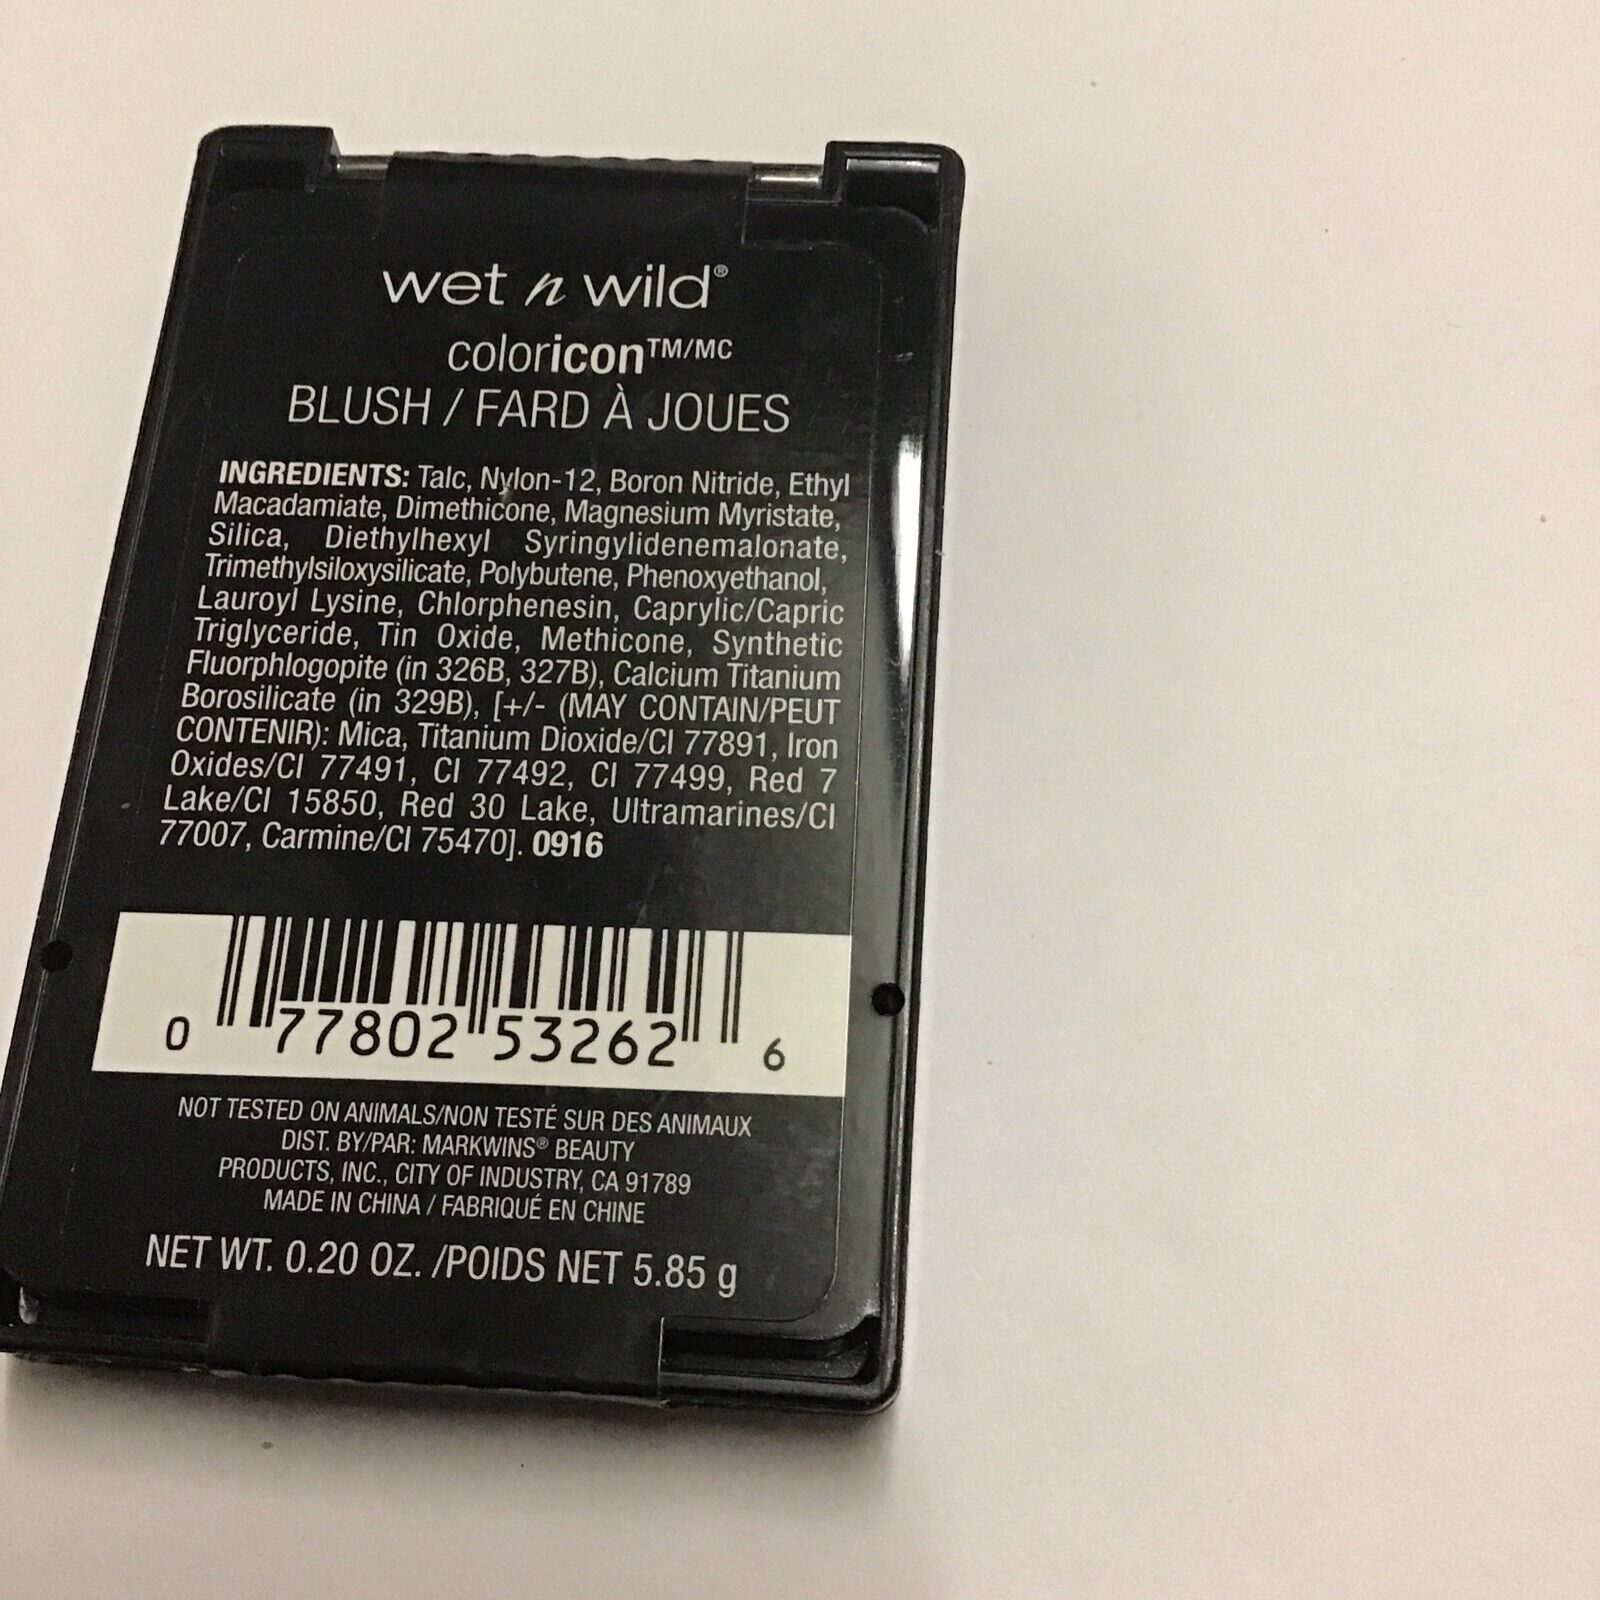 wet n wild®
coloricon™/MC
BLUSH / FARD À JOUES
INGREDIENTS: Talc, Nylon-12, Boron Nitride, Ethyl
Macadamiate, Dimethicone, Magnesium Myristate,
Silica, Diethylhexyl Syringylidenemalonate,
Trimethylsiloxysilicate, Polybutene, Phenoxyethanol,
Lauroyl Lysine, Chlorphenesin, Caprylic/Capric
Triglyceride, Tin Oxide, Methicone, Synthetic
Fluorphlogopite (in 326B, 327B), Calcium Titanium
Borosilicate (in 329B), [+/- (MAY CONTAIN/PEUT
CONTENIR): Mica, Titanium Dioxide/CI 77891, Iron
Oxides/CI 77491, CI 77492, CI 77499, Red 7
Lake/CI 15850, Red 30 Lake, Ultramarines/CI
77007, Carmine/CI 75470]. 0916
0 77802 53262 6
NOT TESTED ON ANIMALS/NON TESTÉ SUR DES ANIMAUX
DIST. BY/PAR: MARKWINS® BEAUTY
PRODUCTS, INC., CITY OF INDUSTRY, CA 91789
MADE IN CHINA / FABRIQUÉ EN CHINE
NET WT. 0.20 OZ. /POIDS NET 5.85 g